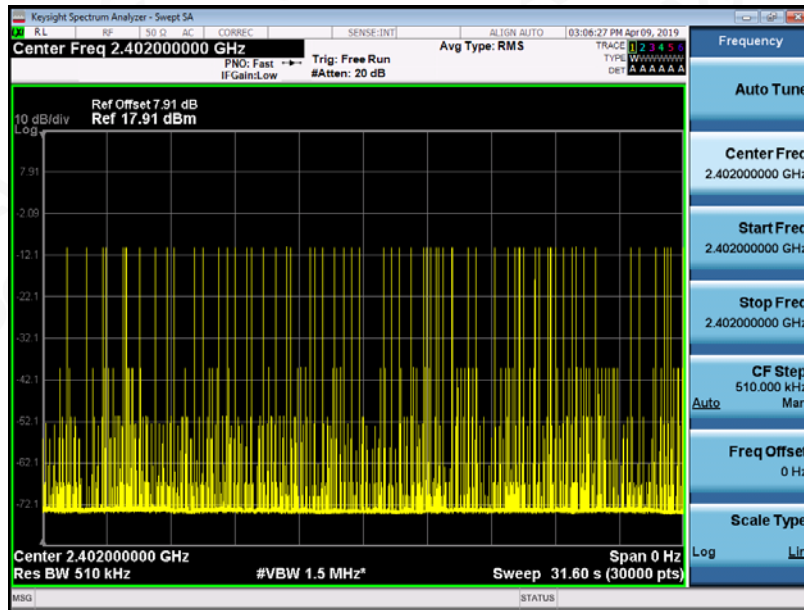 Keysight Spectrum Analyzer - Swept SA
RL RF 50 Ω AC CORREC SENSE:INT ALIGN AUTO 03:06:27 PM Apr 09, 2019
Center Freq 2.402000000 GHz
PNO: Fast
IFGain:Low
Trig: Free Run
#Atten: 20 dB
Avg Type: RMS
TRACE 1 2 3 4 5 6
TYPE WWWWWW
DET A A A A A A
Ref Offset 7.91 dB
10 dB/div Ref 17.91 dBm
Log
7.91
-2.09
-12.1
-22.1
-32.1
-42.1
-52.1
-62.1
-72.1
Center 2.402000000 GHz Span 0 Hz
Res BW 510 kHz #VBW 1.5 MHz* Sweep 31.60 s (30000 pts)
MSG STATUS
Frequency
Auto Tune
Center Freq
2.402000000 GHz
Start Freq
2.402000000 GHz
Stop Freq
2.402000000 GHz
CF Step
510.000 kHz
Auto Man
Freq Offset
0 Hz
Scale Type
Log Lin